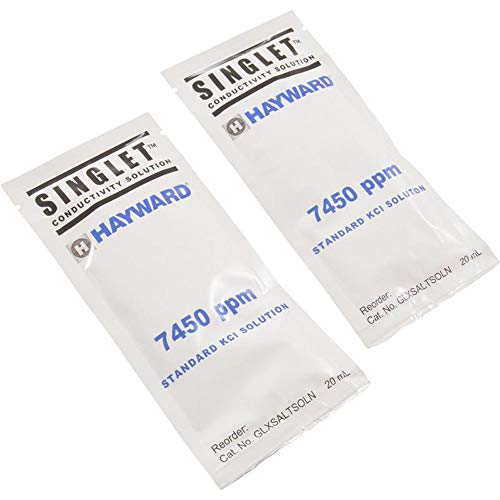 SINGLET™
CONDUCTIVITY SOLUTION
H HAYWARD
7450 ppm
STANDARD KCl SOLUTION
Reorder:
Cat. No. GLXSALTSOLN 20 mL
SINGLET™
CONDUCTIVITY SOLUTION
H HAYWARD
7450 ppm
STANDARD KCl SOLUTION
Reorder:
Cat. No. GLXSALTSOLN 20 mL